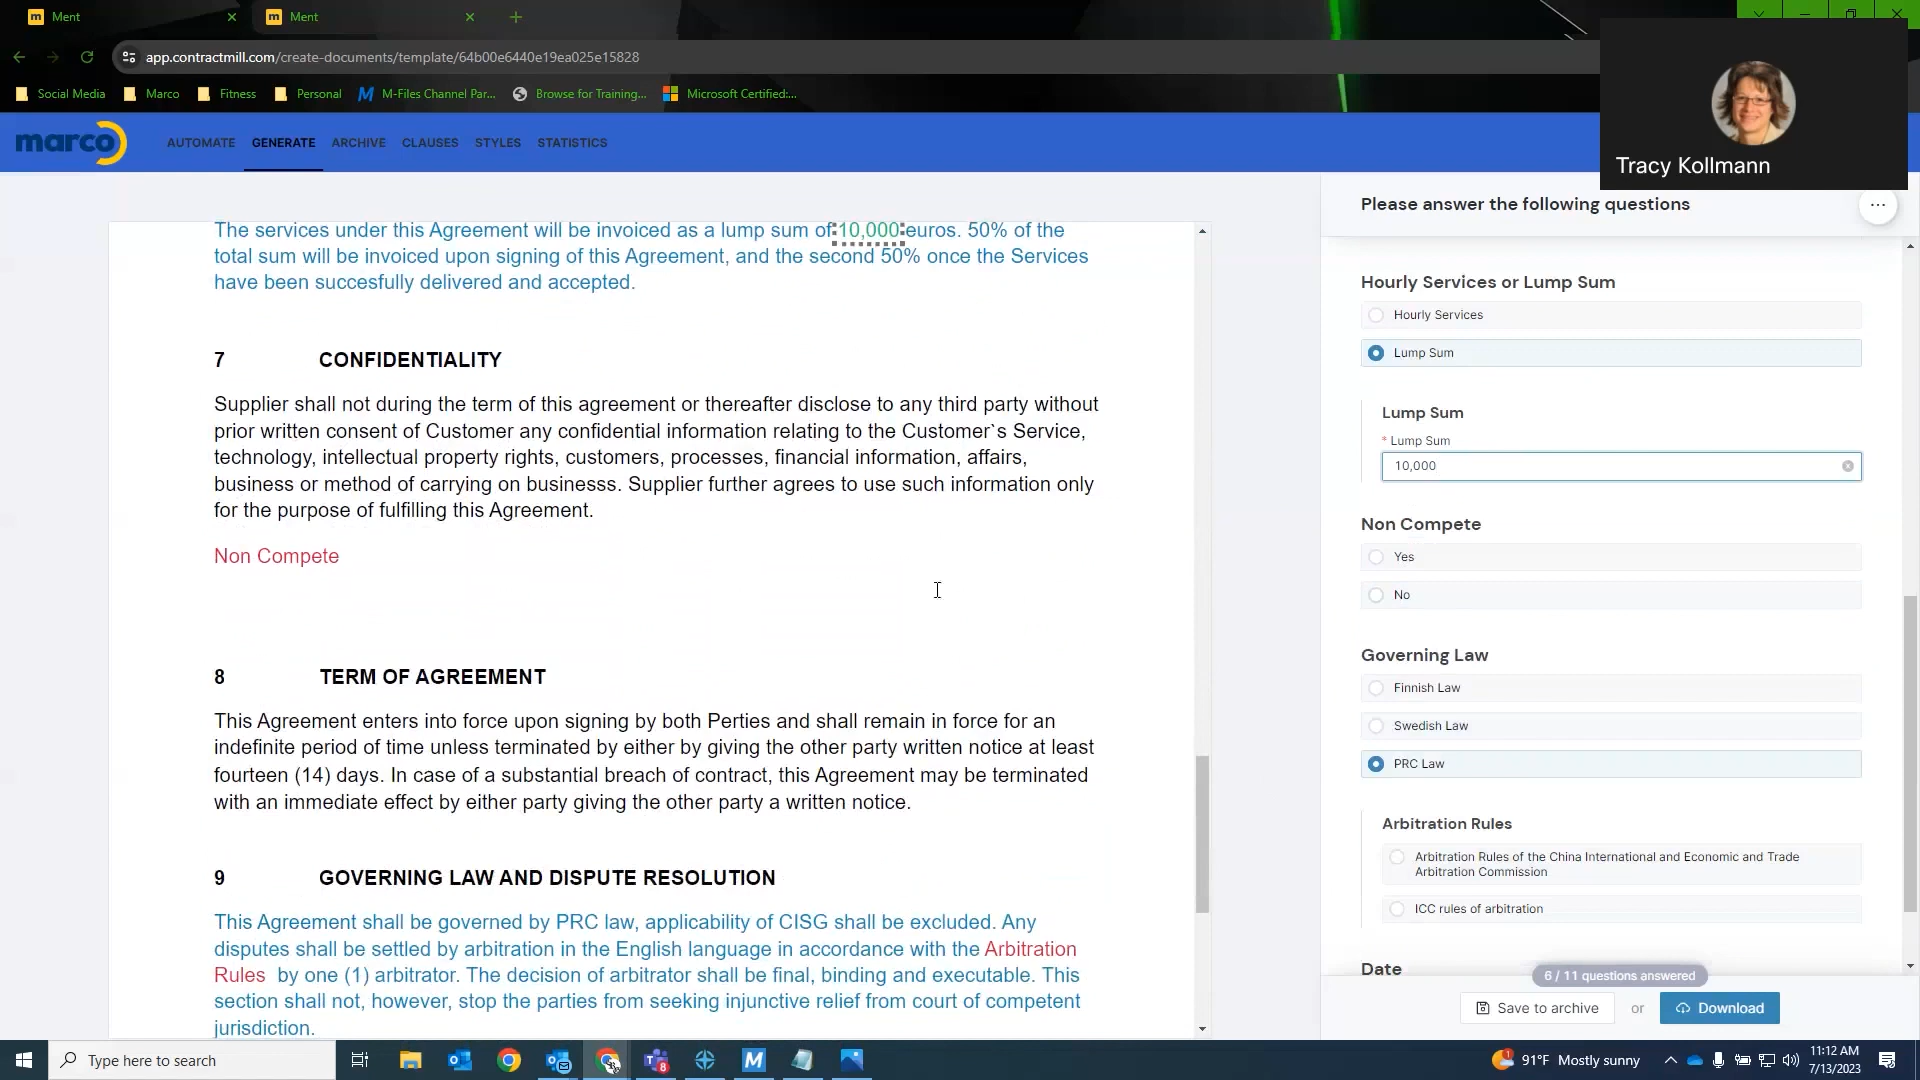 Ment
Ment
app.contractmill.com/create-documents/template/64b00e6440e19ea025e15828
Social Media
Marco
Fitness
Personal
M-Files Channel Par...
Browse for Training,...
Microsoft Certified:...
marco
AUTOMATE
GENERATE
ARCHIVE
CLAUSES
STYLES
STATISTICS
Tracy Kollmann
The services under this Agreement will be invoiced as a lump sum of 10,000 euros. 50% of the
total sum will be invoiced upon signing of this Agreement, and the second 50% once the Services
have been succesfully delivered and accepted.
7 CONFIDENTIALITY
Supplier shall not during the term of this agreement or thereafter disclose to any third party without
prior written consent of Customer any confidential information relating to the Customer`s Service,
technology, intellectual property rights, customers, processes, financial information, affairs,
business or method of carrying on businesss. Supplier further agrees to use such information only
for the purpose of fulfilling this Agreement.
Non Compete
8 TERM OF AGREEMENT
This Agreement enters into force upon signing by both Perties and shall remain in force for an
indefinite period of time unless terminated by either by giving the other party written notice at least
fourteen (14) days. In case of a substantial breach of contract, this Agreement may be terminated
with an immediate effect by either party giving the other party a written notice.
9 GOVERNING LAW AND DISPUTE RESOLUTION
This Agreement shall be governed by PRC law, applicability of CISG shall be excluded. Any
disputes shall be settled by arbitration in the English language in accordance with the Arbitration
Rules by one (1) arbitrator. The decision of arbitrator shall be final, binding and executable. This
section shall not, however, stop the parties from seeking injunctive relief from court of competent
jurisdiction.
Please answer the following questions
Hourly Services or Lump Sum
Hourly Services
Lump Sum
Lump Sum
* Lump Sum
10,000
Non Compete
Yes
No
Governing Law
Finnish Law
Swedish Law
PRC Law
Arbitration Rules
Arbitration Rules of the China International and Economic and Trade
Arbitration Commission
ICC rules of arbitration
Date
6 / 11 questions answered
Save to archive
or
Download
Type here to search
91°F Mostly sunny
11:12 AM
7/13/2023